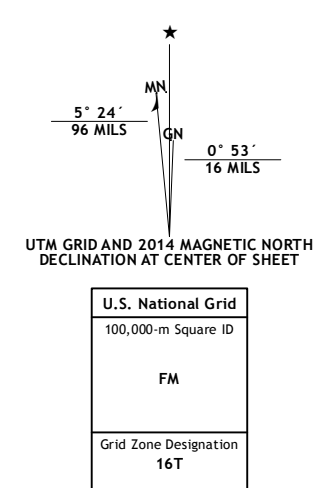 MN
5° 24´
96 MILS
GN
0° 53´
16 MILS
UTM GRID AND 2014 MAGNETIC NORTH
DECLINATION AT CENTER OF SHEET
U.S. National Grid
100,000-m Square ID
FM
Grid Zone Designation
16T